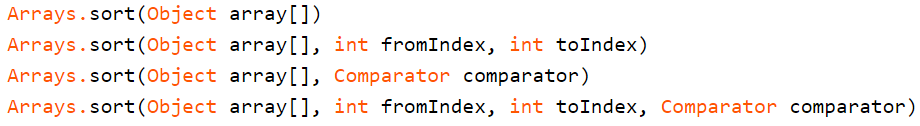 Arrays.sort(Object array[])
Arrays.sort(Object array[], int fromIndex, int toIndex)
Arrays.sort(Object array[], Comparator comparator)
Arrays.sort(Object array[], int fromIndex, int toIndex, Comparator comparator)